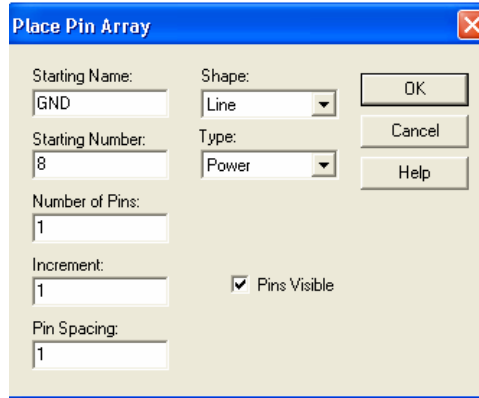 Place Pin Array
Starting Name:
GND
Starting Number:
8
Number of Pins:
1
Increment:
1
Pin Spacing:
1
Shape:
Line
Type:
Power
Pins Visible
OK
Cancel
Help